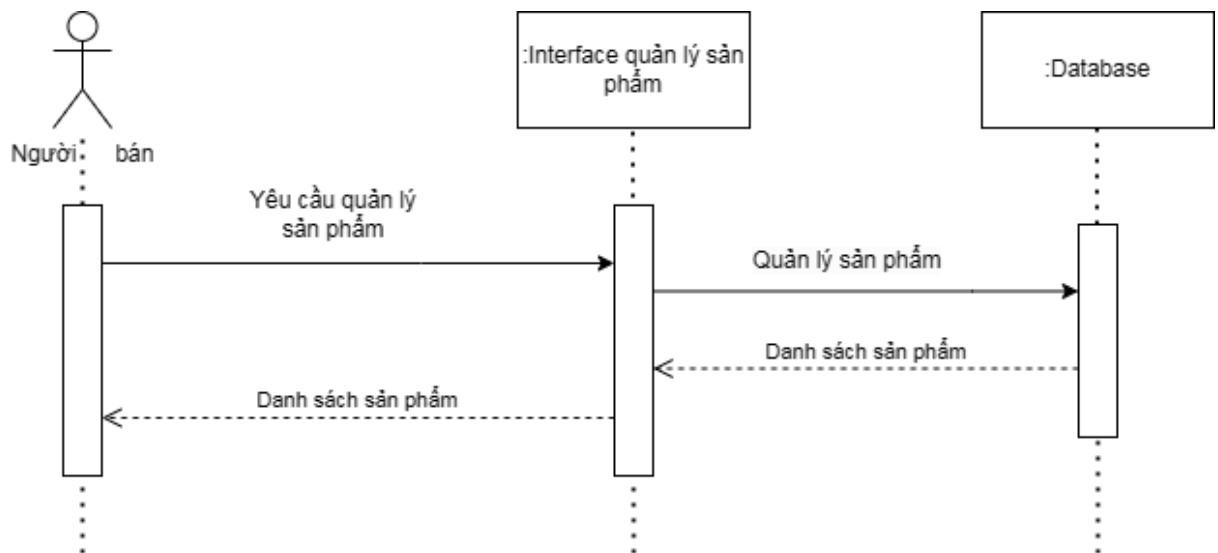 :Interface quản lý sản
phẩm
:Database
Người bán
Yêu cầu quản lý
sản phẩm
Quản lý sản phẩm
Danh sách sản phẩm
Danh sách sản phẩm